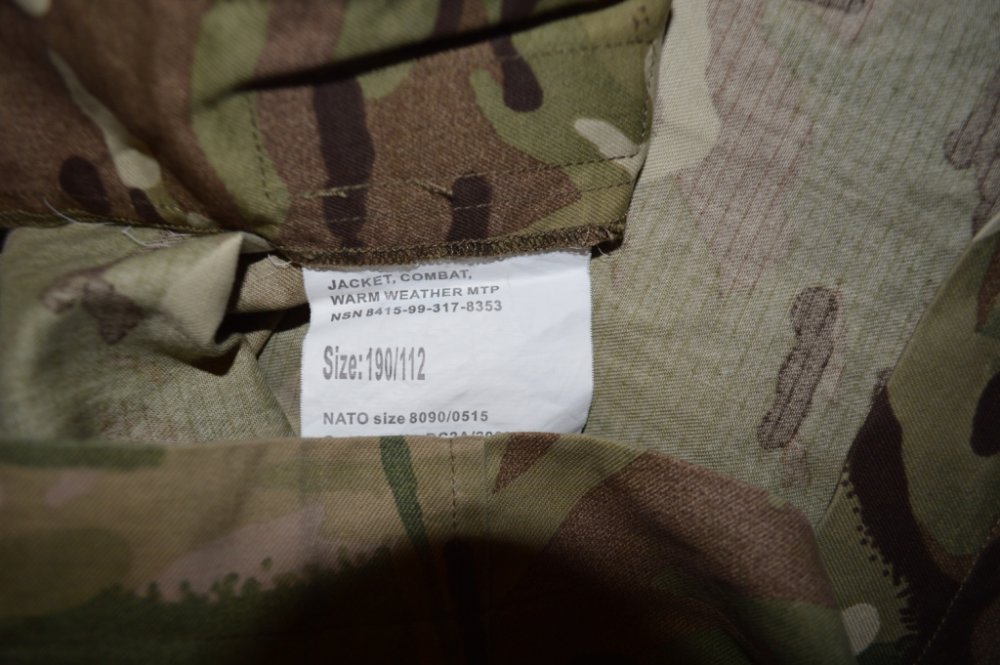 JACKET, COMBAT,
WARM WEATHER MTP
NSN 8415-99-317-8353
Size: 190/112
NATO size 8090/0515